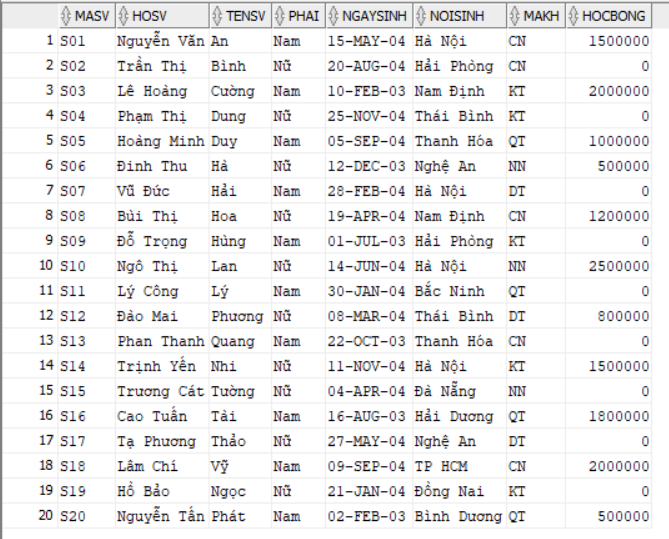 MASV HOSV TENSV PHAI NGAYSINH NOISINH MAKH HOCBONG
1 S01 Nguyễn Văn An Nam 15-MAY-04 Hà Nội CN 1500000
2 S02 Trần Thị Bình Nữ 20-AUG-04 Hải Phòng CN 0
3 S03 Lê Hoàng Cường Nam 10-FEB-03 Nam Định KT 2000000
4 S04 Phạm Thị Dung Nữ 25-NOV-04 Thái Bình KT 0
5 S05 Hoàng Minh Duy Nam 05-SEP-04 Thanh Hóa QT 1000000
6 S06 Đinh Thu Hà Nữ 12-DEC-03 Nghệ An NN 500000
7 S07 Vũ Đức Hải Nam 28-FEB-04 Hà Nội DT 0
8 S08 Bùi Thị Hoa Nữ 19-APR-04 Nam Định CN 1200000
9 S09 Đỗ Trọng Hùng Nam 01-JUL-03 Hải Phòng KT 0
10 S10 Ngô Thị Lan Nữ 14-JUN-04 Hà Nội NN 2500000
11 S11 Lý Công Lý Nam 30-JAN-04 Bắc Ninh QT 0
12 S12 Đào Mai Phương Nữ 08-MAR-04 Thái Bình DT 800000
13 S13 Phan Thanh Quang Nam 22-OCT-03 Thanh Hóa CN 0
14 S14 Trịnh Yến Nhi Nữ 11-NOV-04 Hà Nội KT 1500000
15 S15 Trương Cát Tường Nữ 04-APR-04 Đà Nẵng NN 0
16 S16 Cao Tuấn Tài Nam 16-AUG-03 Hải Dương QT 1800000
17 S17 Tạ Phương Thảo Nữ 27-MAY-04 Nghệ An DT 0
18 S18 Lâm Chí Vỹ Nam 09-SEP-04 TP HCM CN 2000000
19 S19 Hồ Bảo Ngọc Nữ 21-JAN-04 Đồng Nai KT 0
20 S20 Nguyễn Tấn Phát Nam 02-FEB-03 Bình Dương QT 500000